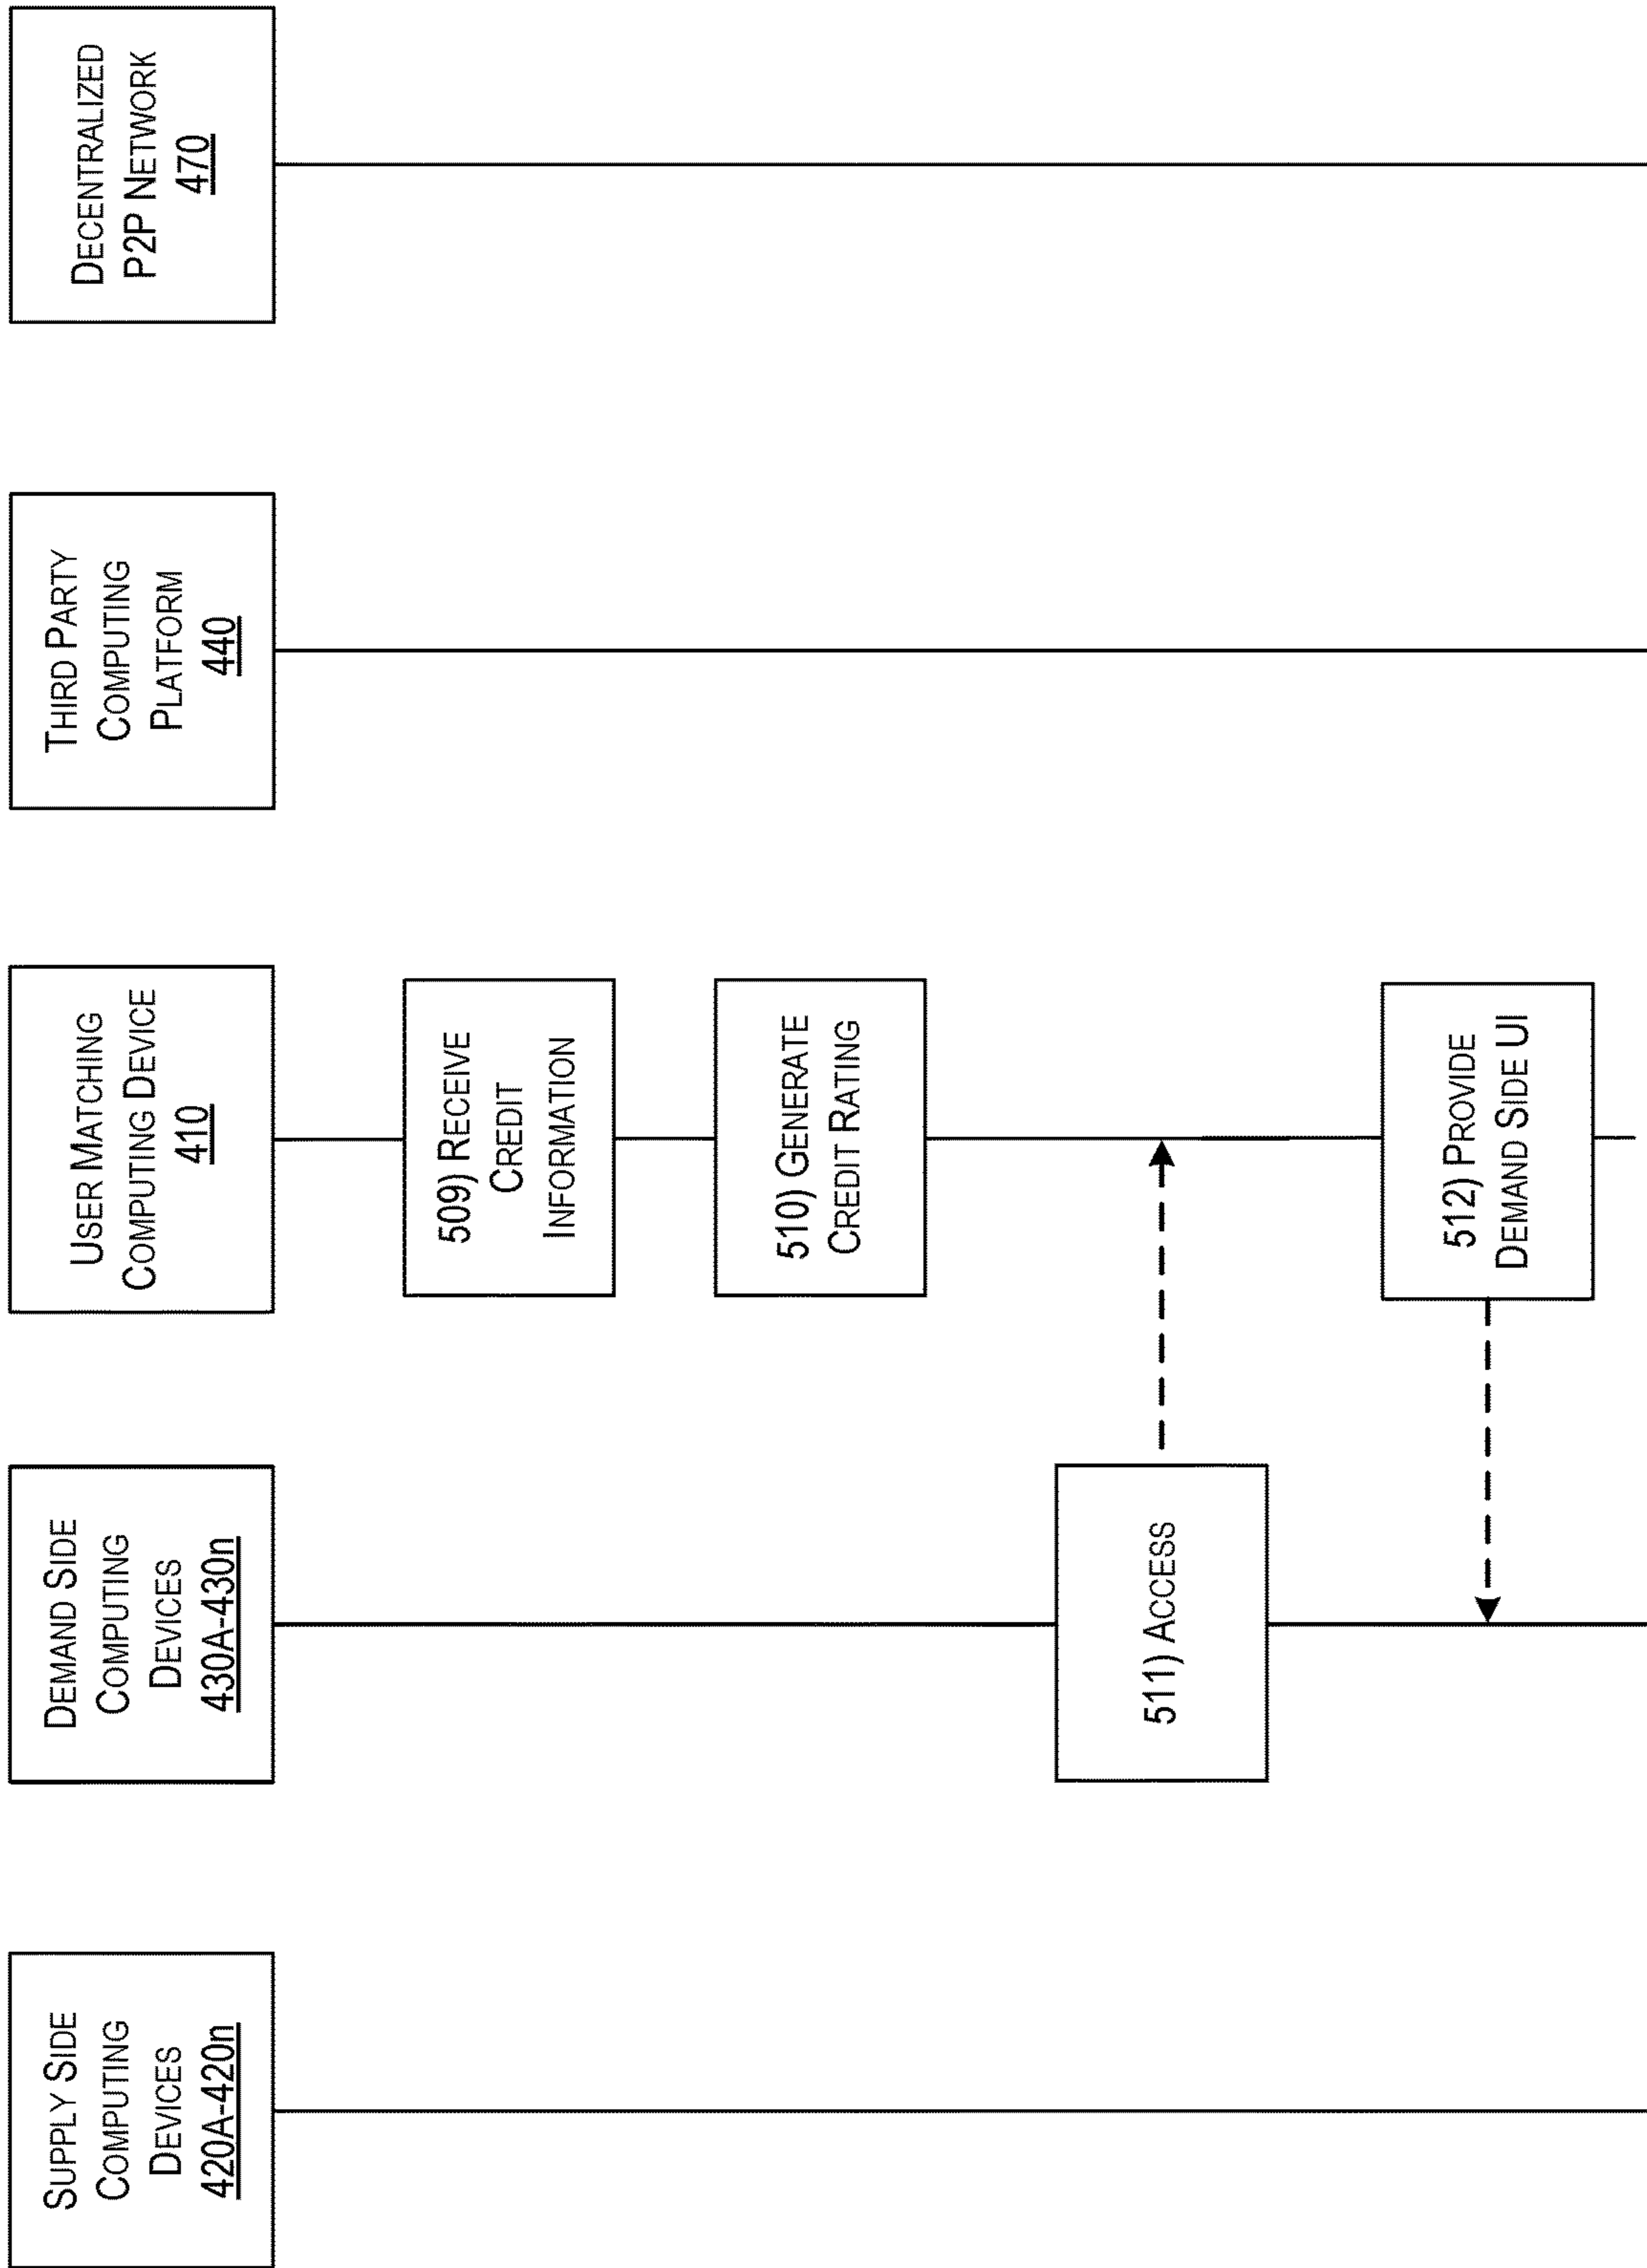 SUPPLY SIDE
COMPUTING
DEVICES
420A-420n
DEMAND SIDE
COMPUTING
DEVICES
430A-430n
USER MATCHING
COMPUTING DEVICE
410
THIRD PARTY
COMPUTING
PLATFORM
440
DECENTRALIZED
P2P NETWORK
470
509) RECEIVE
CREDIT
INFORMATION
510) GENERATE
CREDIT RATING
511) ACCESS
512) PROVIDE
DEMAND SIDE UI